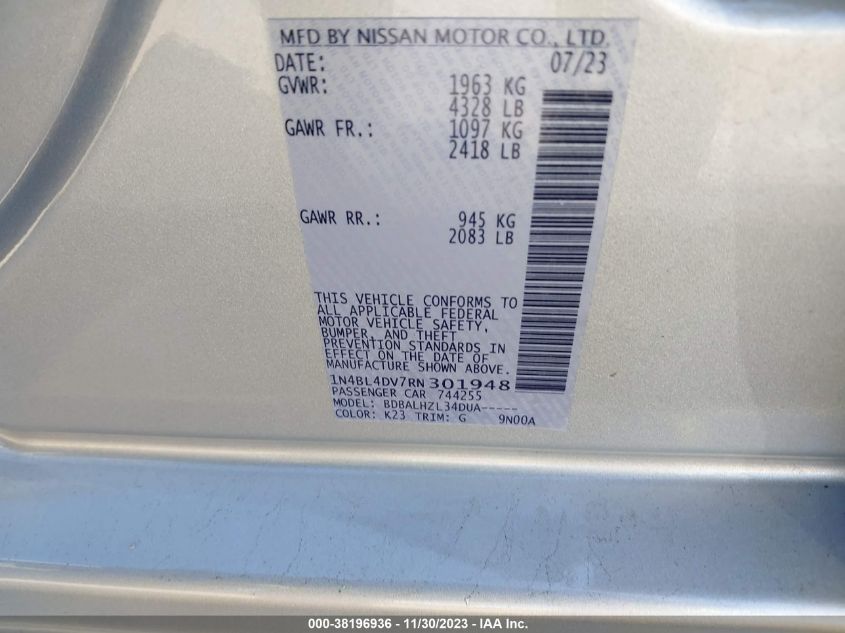 MFD BY NISSAN MOTOR CO., LTD.
DATE: 07/23
GVWR: 1963 KG
4328 LB
GAWR FR.: 1097 KG
2418 LB
GAWR RR.: 945 KG
2083 LB
THIS VEHICLE CONFORMS TO
ALL APPLICABLE FEDERAL
MOTOR VEHICLE SAFETY,
BUMPER, AND THEFT
PREVENTION STANDARDS IN
EFFECT ON THE DATE OF
MANUFACTURE SHOWN ABOVE.
1N4BL4DV7RN301948
PASSENGER CAR 744255
MODEL: BDBALHZL34DUA-----
COLOR: K23 TRIM: G 9N00A
000-38196936 - 11/30/2023 - IAA Inc.